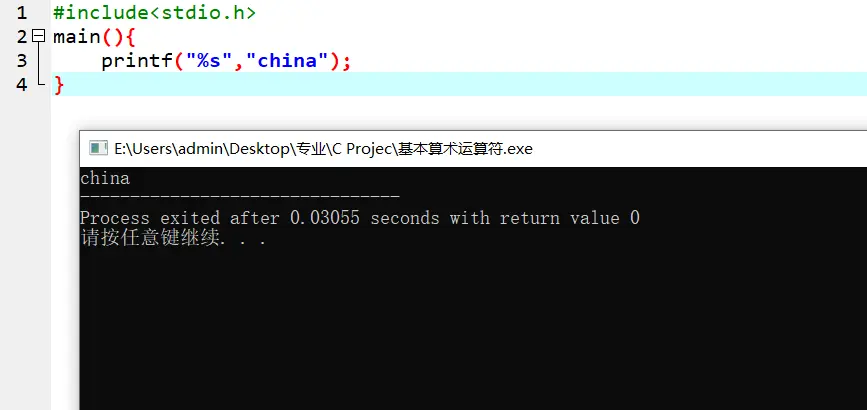 1 #include<stdio.h>
2 main(){
3     printf("%s","china");
4 }
E:\Users\admin\Desktop\专业\C Projec\基本算术运算符.exe
china
--------------------------------
Process exited after 0.03055 seconds with return value 0
请按任意键继续. . .